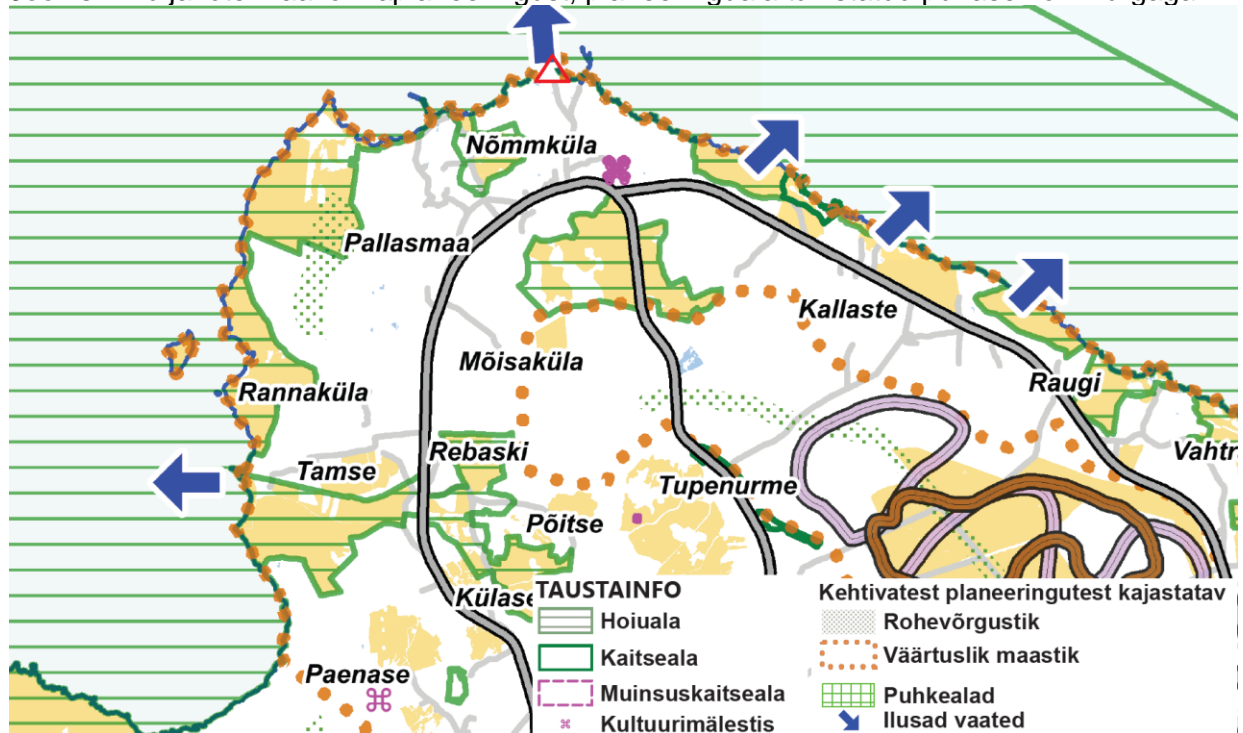 Nõmmküla
Pallasmaa
Kallaste
Mõisaküla
Raugi
Rannaküla
Rebaski
Vahtr
Tamse
Tupenurme
Põitse
Külase
Paenase
TAUSTAINFO
Hoiuala
Kaitseala
Muinsuskaitseala
Kultuurimälestis
Kehtivatest planeeringutest kajastatav
Rohevõrgustik
Väärtuslik maastik
Puhkealad
Ilusad vaated